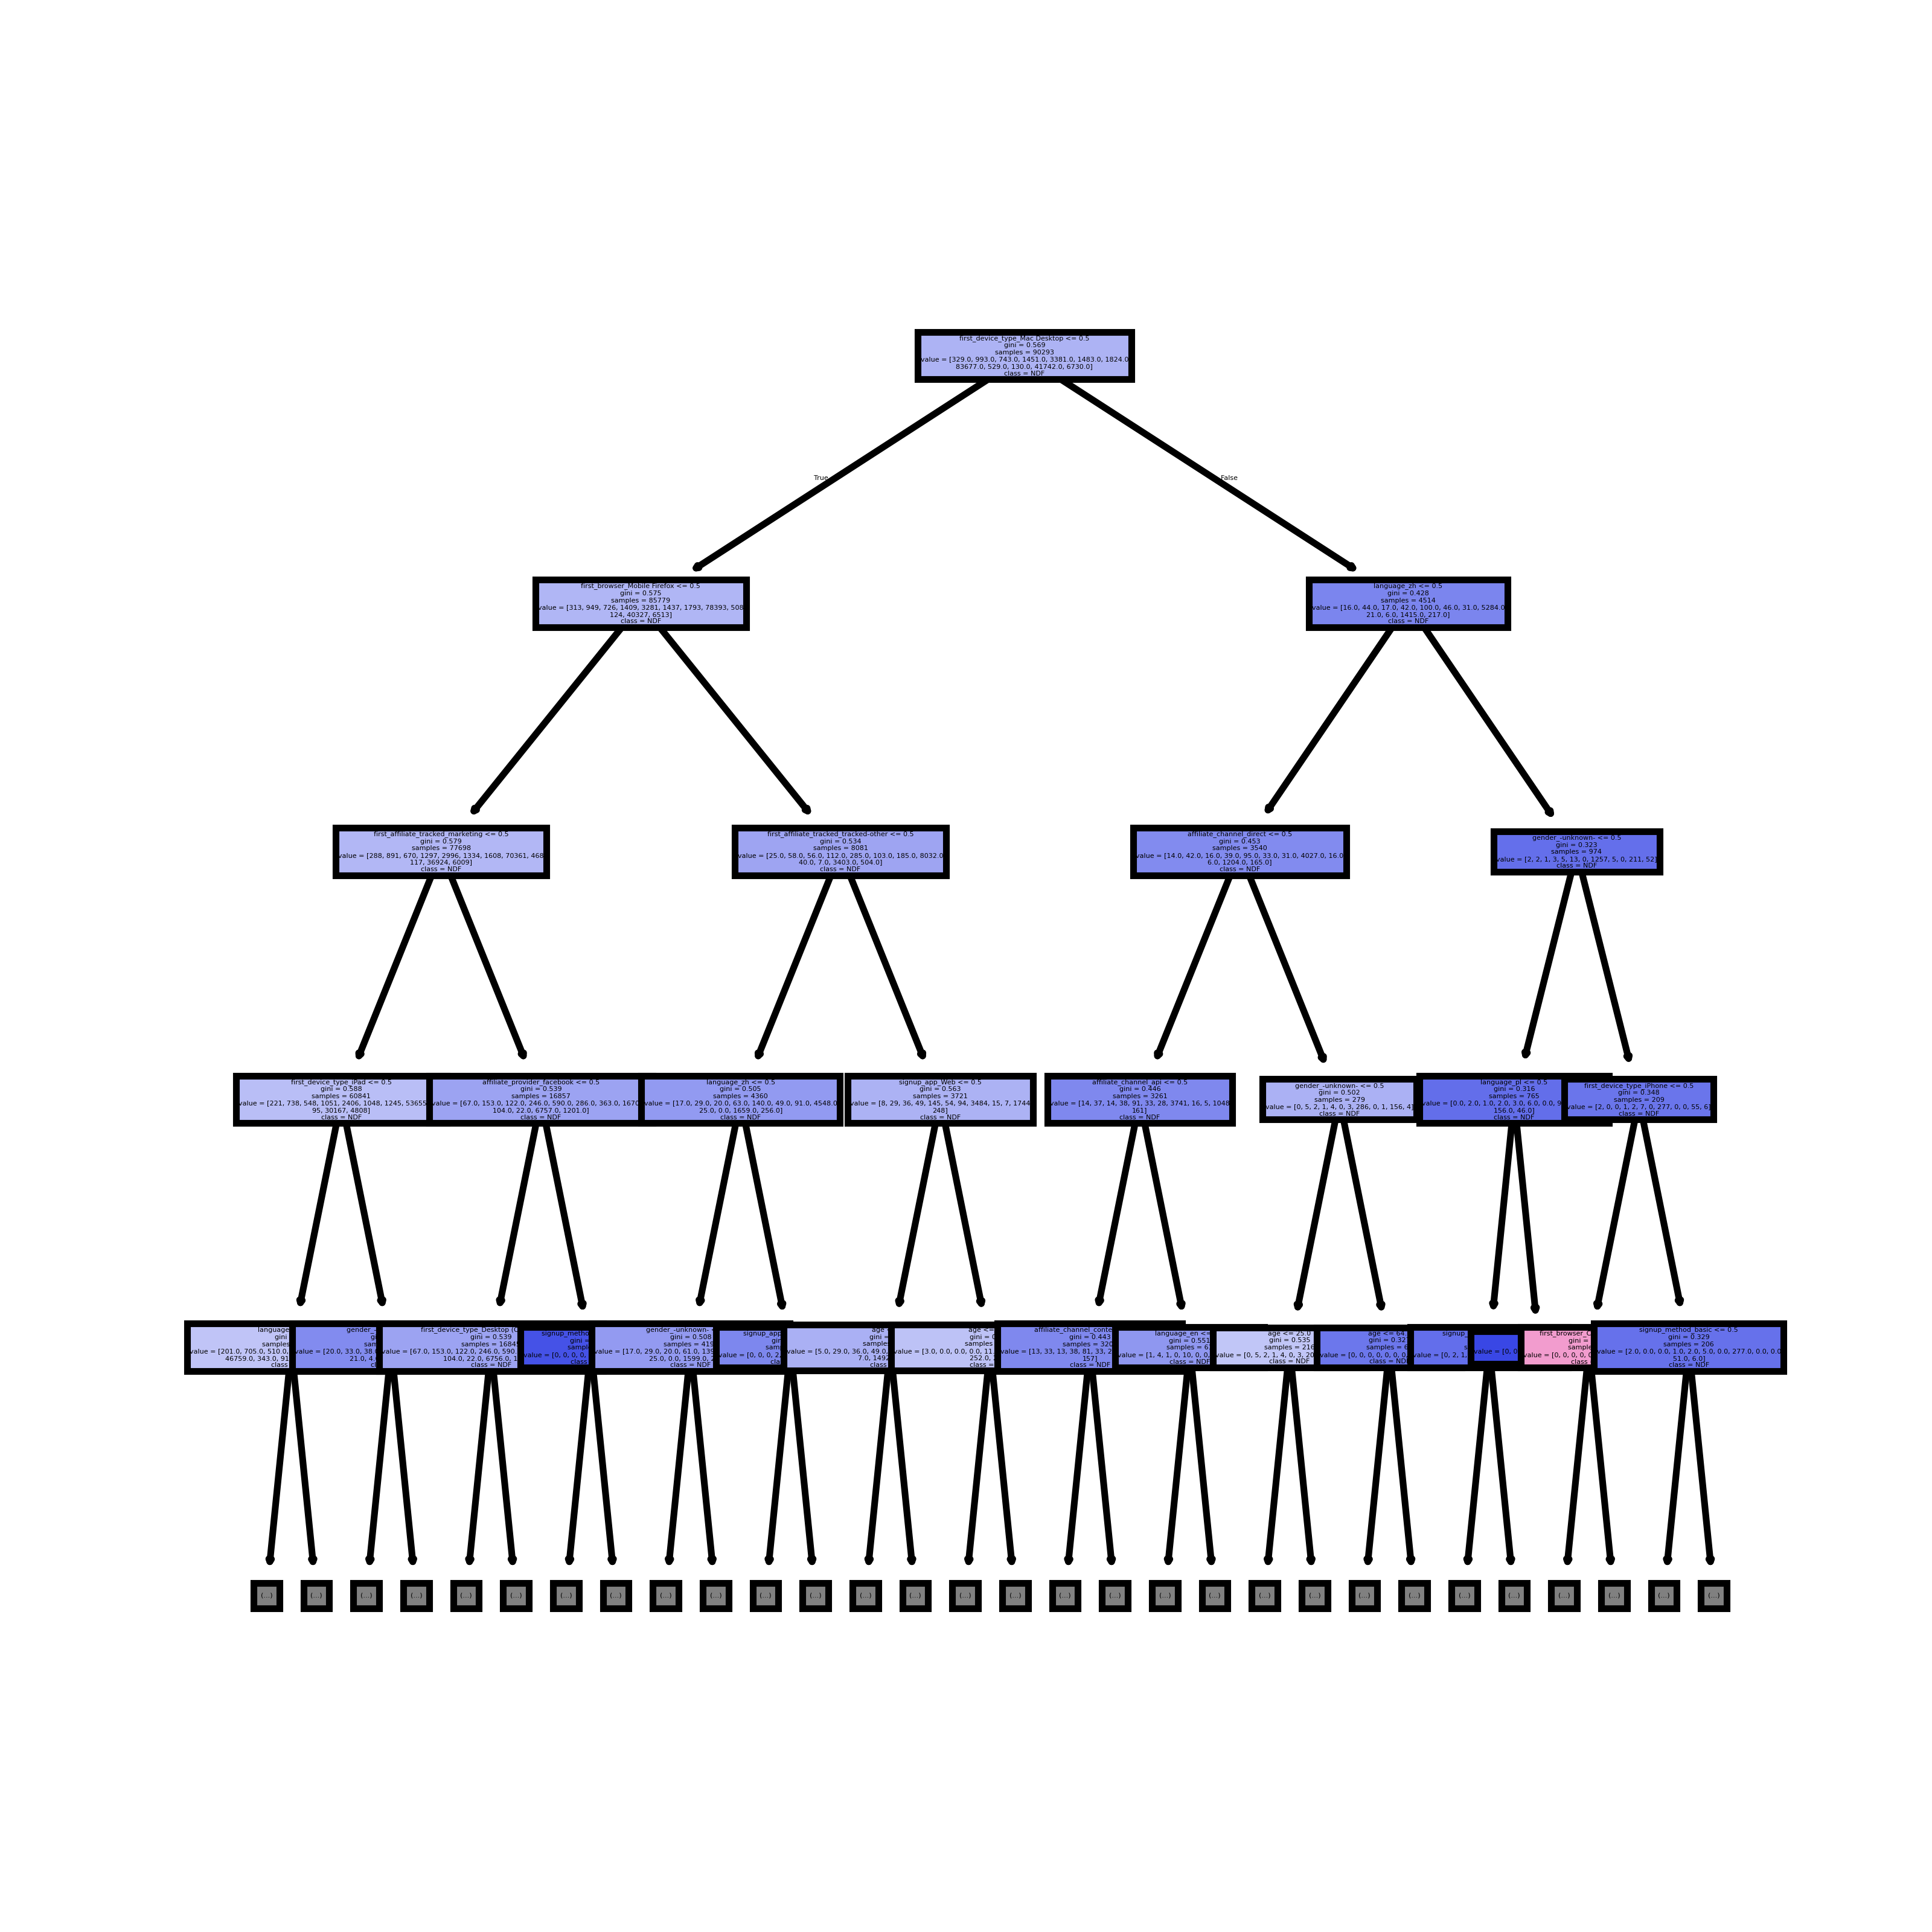 first_device_type_Mac Desktop <= 0.5
gini = 0.569
samples = 90293
value = [329.0, 993.0, 743.0, 1451.0, 3381.0, 1483.0, 1824.0
83677.0, 529.0, 130.0, 41742.0, 6730.0]
class = NDF
True
False
first_browser_Mobile Firefox <= 0.5
gini = 0.575
samples = 85779
value = [313, 949, 726, 1409, 3281, 1437, 1793, 78393, 508
124, 40327, 6513]
class = NDF
language_zh <= 0.5
gini = 0.428
samples = 4514
value = [16.0, 44.0, 17.0, 42.0, 100.0, 46.0, 31.0, 5284.0
21.0, 6.0, 1415.0, 217.0]
class = NDF
first_affiliate_tracked_marketing <= 0.5
gini = 0.579
samples = 77698
value = [288, 891, 670, 1297, 2996, 1334, 1608, 70361, 468
117, 36924, 6009]
class = NDF
first_affiliate_tracked_tracked-other <= 0.5
gini = 0.534
samples = 8081
value = [25.0, 58.0, 56.0, 112.0, 285.0, 103.0, 185.0, 8032.0
40.0, 7.0, 3403.0, 504.0]
class = NDF
affiliate_channel_direct <= 0.5
gini = 0.453
samples = 3540
value = [14.0, 42.0, 16.0, 39.0, 95.0, 33.0, 31.0, 4027.0, 16.0
6.0, 1204.0, 165.0]
class = NDF
gender_-unknown- <= 0.5
gini = 0.323
samples = 974
value = [2, 2, 1, 3, 5, 13, 0, 1257, 5, 0, 211, 52]
class = NDF
first_device_type_iPad <= 0.5
gini = 0.588
samples = 60841
value = [221, 738, 548, 1051, 2406, 1048, 1245, 53655
95, 30167, 4808]
class = NDF
affiliate_provider_facebook <= 0.5
gini = 0.539
samples = 16857
value = [67.0, 153.0, 122.0, 246.0, 590.0, 286.0, 363.0, 1670
104.0, 22.0, 6757.0, 1201.0]
class = NDF
language_zh <= 0.5
gini = 0.505
samples = 4360
value = [17.0, 29.0, 20.0, 63.0, 140.0, 49.0, 91.0, 4548.0
25.0, 0.0, 1659.0, 256.0]
class = NDF
signup_app_Web <= 0.5
gini = 0.563
samples = 3721
value = [8, 29, 36, 49, 145, 54, 94, 3484, 15, 7, 1744
248]
class = NDF
affiliate_channel_api <= 0.5
gini = 0.446
samples = 3261
value = [14, 37, 14, 38, 91, 33, 28, 3741, 16, 5, 1048
161]
class = NDF
gender_-unknown- <= 0.5
gini = 0.502
samples = 279
value = [0, 5, 2, 1, 4, 0, 3, 286, 0, 1, 156, 4]
class = NDF
language_pl <= 0.5
gini = 0.316
samples = 765
value = [0.0, 2.0, 1.0, 2.0, 3.0, 6.0, 0.0, 9
156.0, 46.0]
class = NDF
first_device_type_iPhone <= 0.5
gini = 0.348
samples = 209
value = [2, 0, 0, 1, 2, 7, 0, 277, 0, 0, 55, 6]
class = NDF
language
gini
samples
value = [201.0, 705.0, 510.0,
46759.0, 343.0, 91
class
gender_-
value = [20.0, 33.0, 38.
21.0, 4.
first_device_type_Desktop (O
gini = 0.539
samples = 1684
value = [67.0, 153.0, 122.0, 246.0, 590.
104.0, 22.0, 6756.0, 1
class = NDF
signup_metho
gini =
sampl
value = [0, 0, 0, 0,
class
gender_-unknown-
gini = 0.508
samples = 419
value = [17.0, 29.0, 20.0, 61.0, 139
25.0, 0.0, 1599.0, 2
class = NDF
signup_app
gin
sam
value = [0, 0, 0, 2
cla
age
gini =
sample
value = [5.0, 29.0, 36.0, 49.0,
7.0, 1492
class
age <=
gini = 0
samples
value = [3.0, 0.0, 0.0, 0.0, 11
252.0,
class =
affiliate_channel_conte
gini = 0.443
samples = 320
value = [13, 33, 13, 38, 81, 33, 2
157]
class = NDF
language_en <=
gini = 0.551
samples = 6
value = [1, 4, 1, 0, 10, 0, 0,
class = NDF
age <= 25.0
gini = 0.535
samples = 216
value = [0, 5, 2, 1, 4, 0, 3, 20
class = NDF
age <= 64.
gini = 0.327
samples = 6
value = [0, 0, 0, 0, 0, 0, 0,
class = NDF
signup_
value = [0, 2, 1,
value = [0, 0
first_browser_C
gini =
sample
value = [0, 0, 0, 0, 0
class
signup_method_basic <= 0.5
gini = 0.329
samples = 206
value = [2.0, 0.0, 0.0, 1.0, 2.0, 5.0, 0.0, 277.0, 0.0, 0.0
51.0, 6.0]
class = NDF
(...) (...) (...) (...) (...) (...) (...) (...) (...) (...) (...) (...) (...) (...) (...) (...) (...) (...) (...) (...) (...) (...) (...) (...) (...) (...) (...) (...) (...) (...)